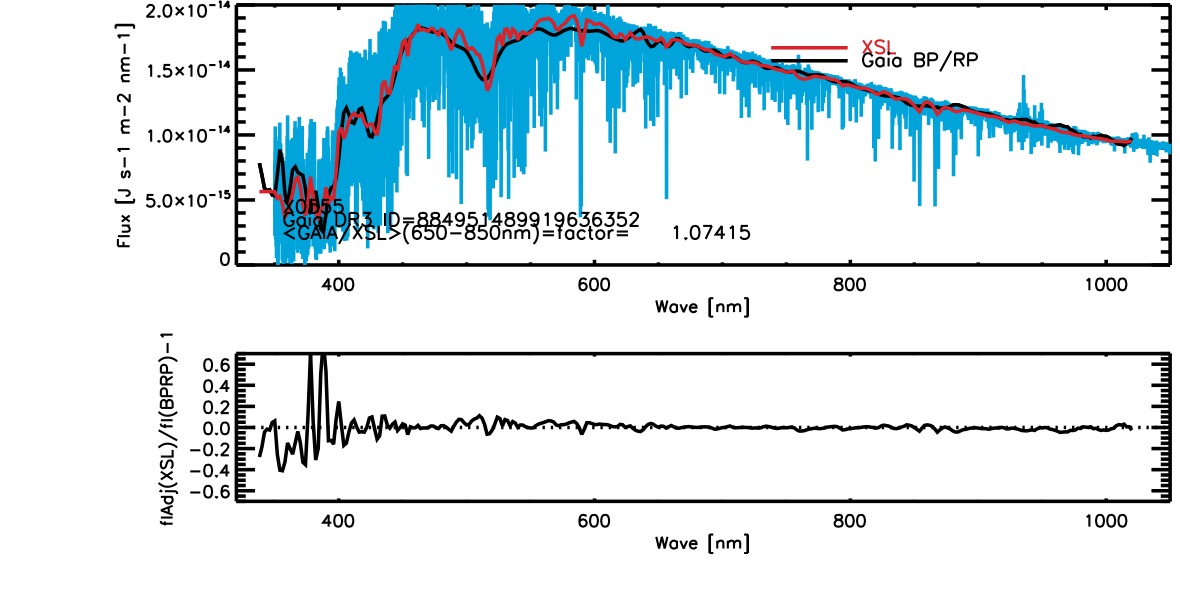 2.0×10−14
1.5×10−14
1.0×10−14
5.0×10−15
0
Flux [J s−1 m−2 nm−1]
XSL
Gaia BP/RP
X0555
Gaia DR3 ID=884951489919636352
<GAIA/XSL>(650−850nm)=factor= 1.07415
400 600 800 1000
Wave [nm]
flAdj(XSL)/fl(BPRP)−1
0.6
0.4
0.2
0.0
−0.2
−0.4
−0.6
400 600 800 1000
Wave [nm]